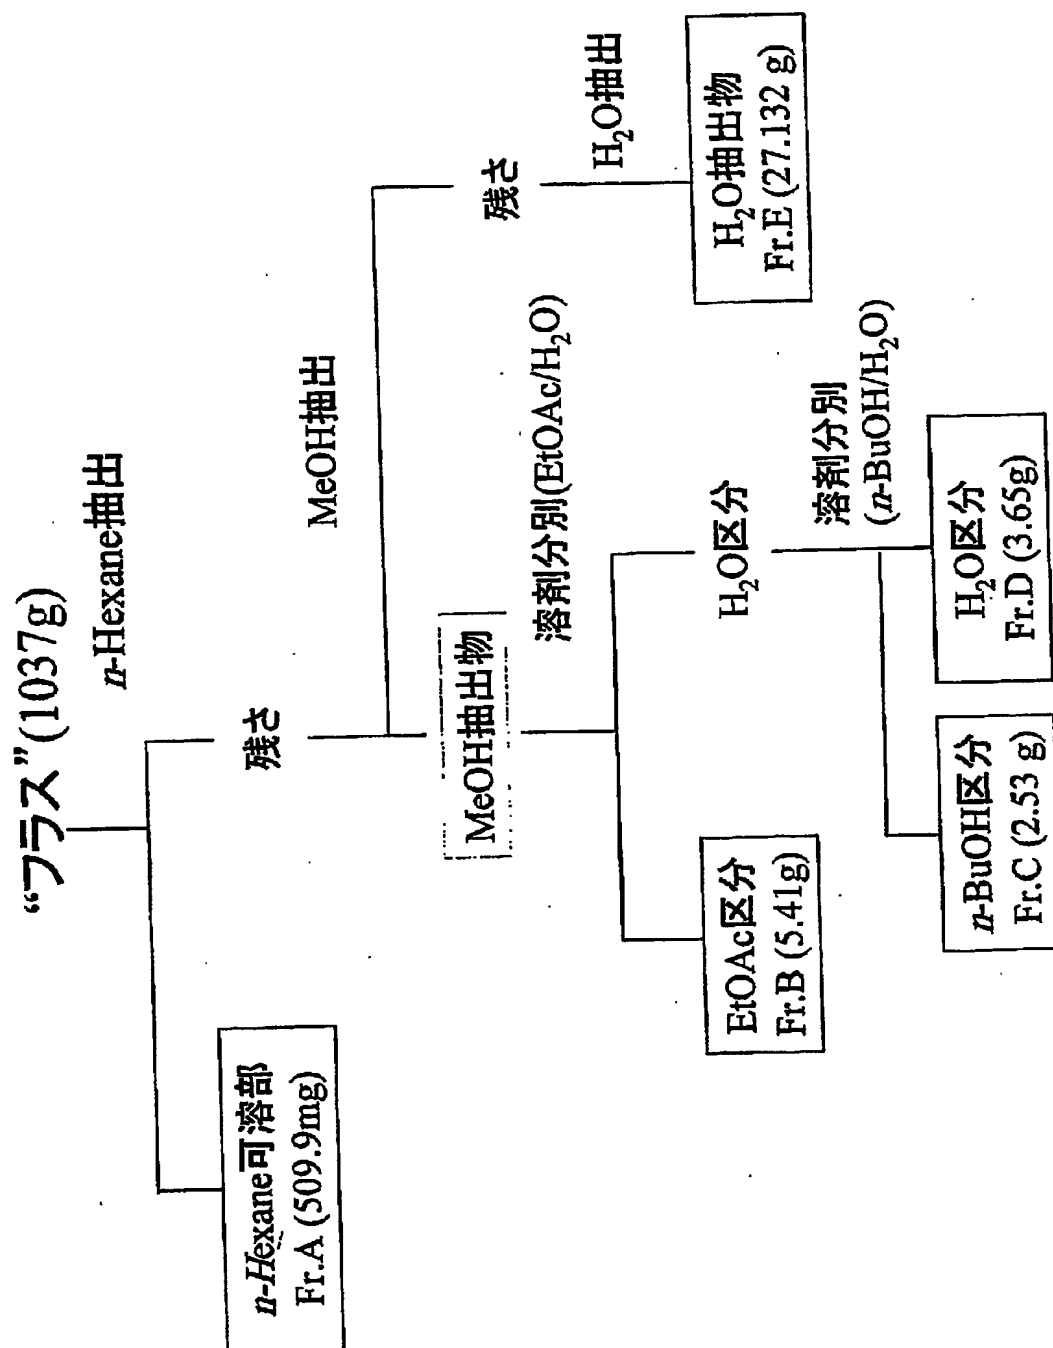 “フラス”(1037g)
n-Hexane抽出
n-Hexane可溶部
Fr.A (509.9mg)
残さ
MeOH抽出
MeOH抽出物
残さ
溶剤分別(EtOAc/H₂O)
H₂O抽出
EtOAc区分
Fr.B (5.41g)
H₂O区分
H₂O抽出物
Fr.E (27.132 g)
溶剤分別
(n-BuOH/H₂O)
n-BuOH区分
Fr.C (2.53 g)
H₂O区分
Fr.D (3.65g)